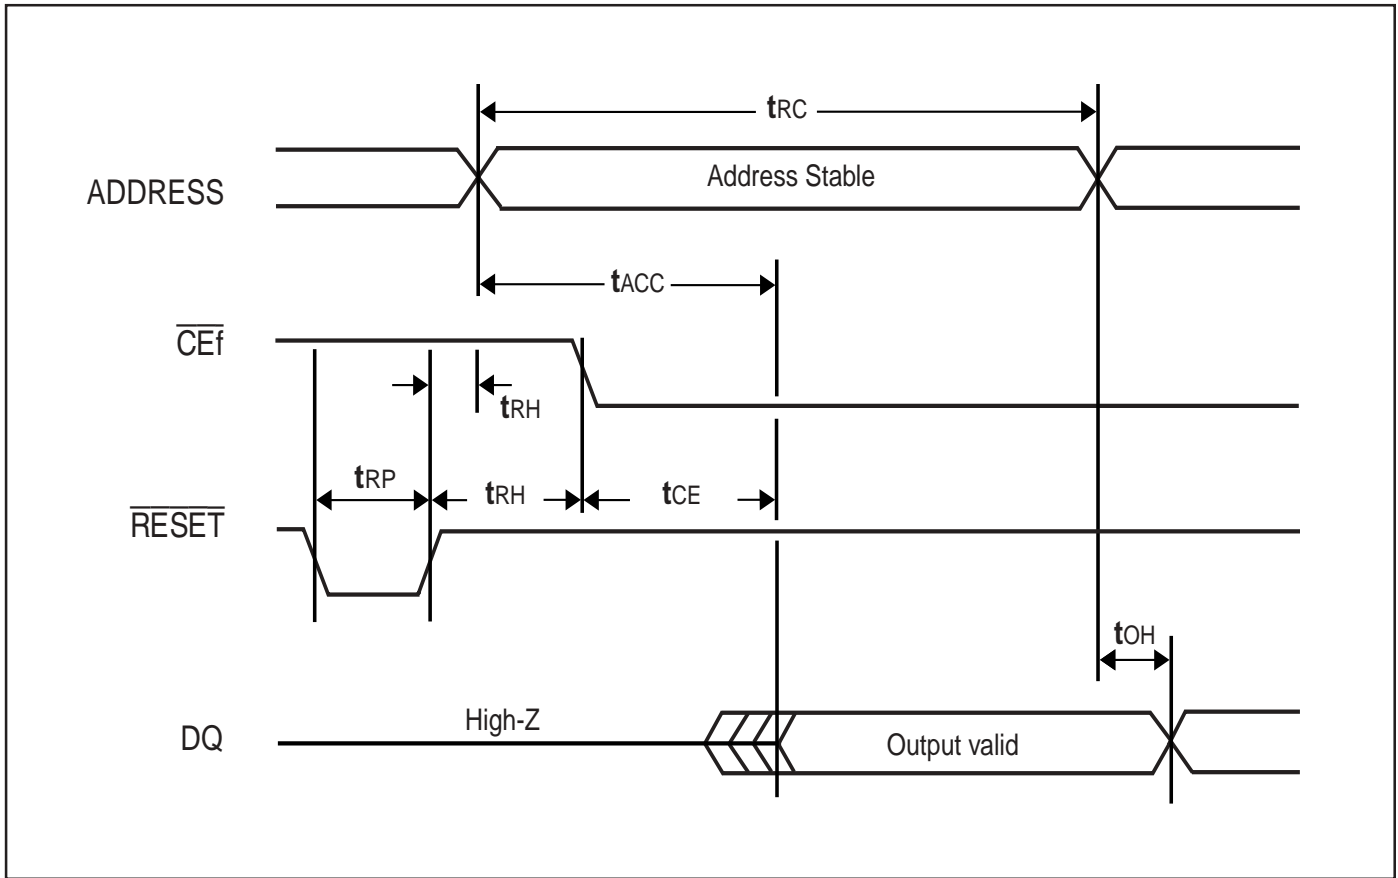 tRC
ADDRESS
Address Stable
tACC
CEf
tRH
tRP
tRH
tCE
RESET
tOH
High-Z
DQ
Output valid